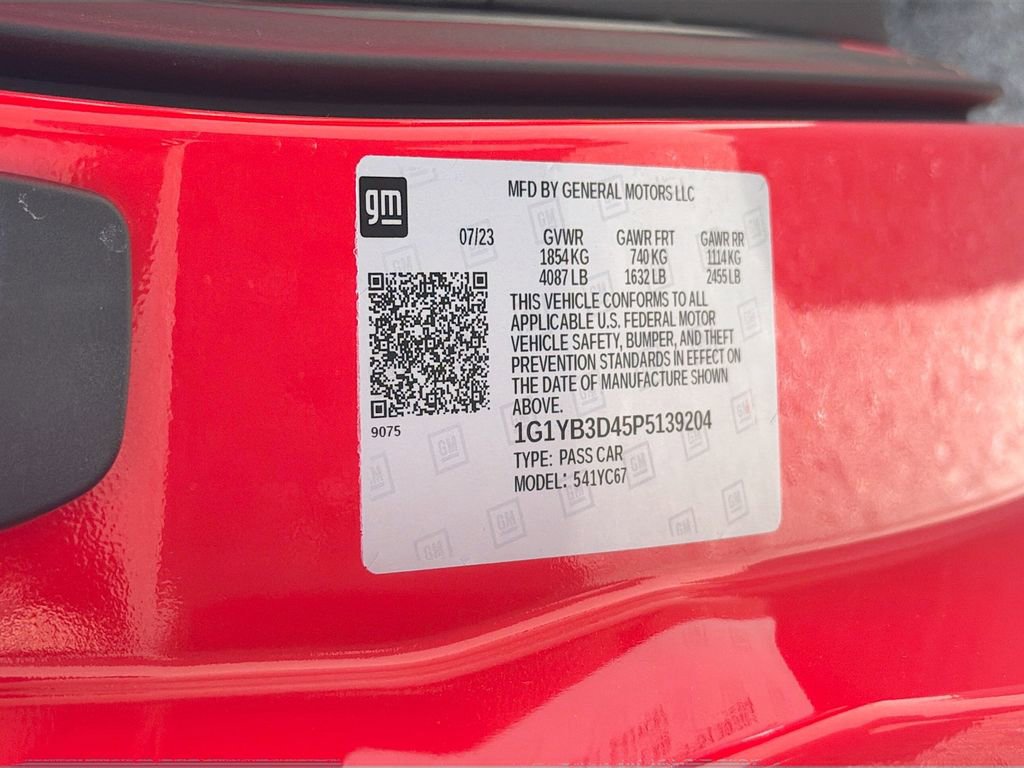 gm
MFD BY GENERAL MOTORS LLC
07/23 GVWR GAWR FRT GAWR RR
1854 KG 740 KG 1114 KG
4087 LB 1632 LB 2455 LB
THIS VEHICLE CONFORMS TO ALL
APPLICABLE U.S. FEDERAL MOTOR
VEHICLE SAFETY, BUMPER, AND THEFT
PREVENTION STANDARDS IN EFFECT ON
THE DATE OF MANUFACTURE SHOWN
ABOVE.
9075
1G1YB3D45P5139204
TYPE: PASS CAR
MODEL: 541YC67